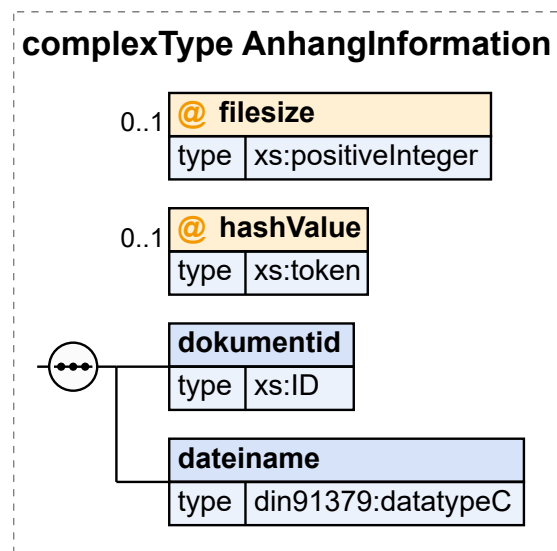 complexType AnhangInformation
0..1 @ filesize
type xs:positiveInteger
0..1 @ hashValue
type xs:token
dokumentid
type xs:ID
dateiname
type din91379:datatypeC